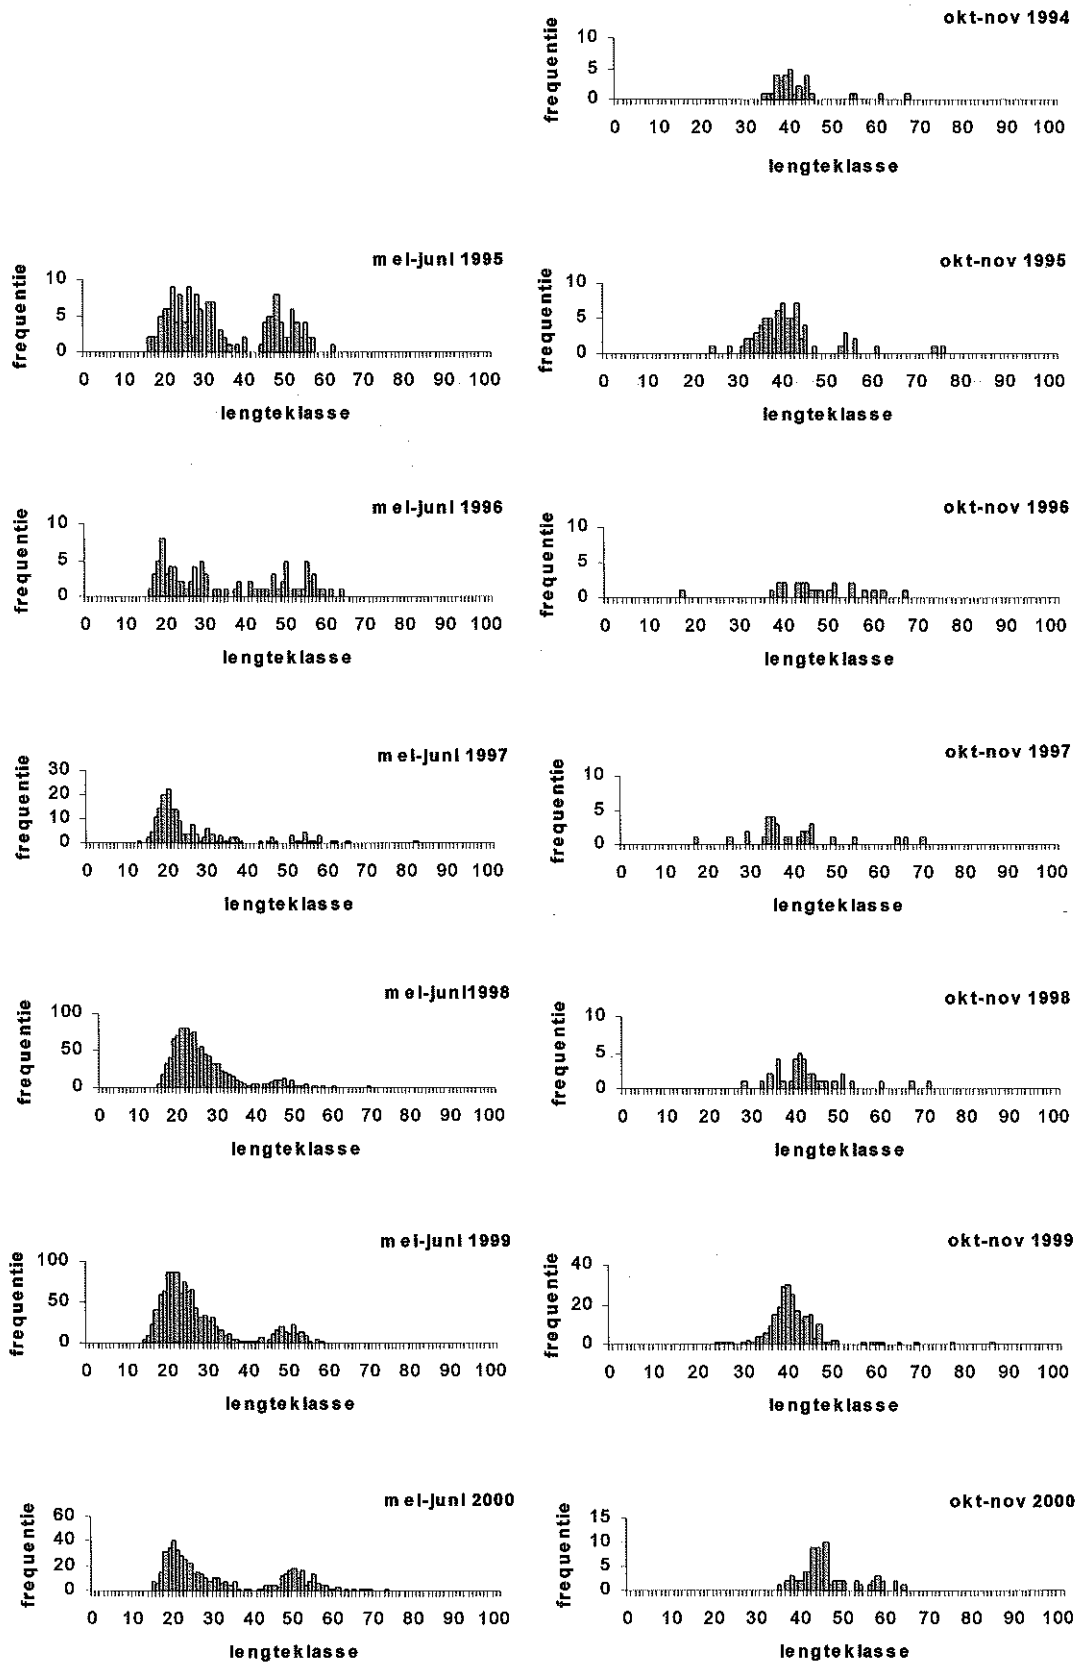 okt-nov 1994
frequentie
10
5
0
0 10 20 30 40 50 60 70 80 90 100
lengteklasse
mei-juni 1995
frequentie
10
5
0
0 10 20 30 40 50 60 70 80 90 100
lengteklasse
okt-nov 1995
frequentie
10
5
0
0 10 20 30 40 50 60 70 80 90 100
lengteklasse
mei-juni 1996
frequentie
10
5
0
0 10 20 30 40 50 60 70 80 90 100
lengteklasse
okt-nov 1996
frequentie
10
5
0
0 10 20 30 40 50 60 70 80 90 100
lengteklasse
mei-juni 1997
frequentie
30
20
10
0
0 10 20 30 40 50 60 70 80 90 100
lengteklasse
okt-nov 1997
frequentie
10
5
0
0 10 20 30 40 50 60 70 80 90 100
lengteklasse
mei-juni1998
frequentie
100
50
0
0 10 20 30 40 50 60 70 80 90 100
lengteklasse
okt-nov 1998
frequentie
10
5
0
0 10 20 30 40 50 60 70 80 90 100
lengteklasse
mei-juni 1999
frequentie
100
50
0
0 10 20 30 40 50 60 70 80 90 100
lengteklasse
okt-nov 1999
frequentie
40
20
0
0 10 20 30 40 50 60 70 80 90 100
lengteklasse
mei-juni 2000
frequentie
60
40
20
0
0 10 20 30 40 50 60 70 80 90 100
lengteklasse
okt-nov 2000
frequentie
15
10
5
0
0 10 20 30 40 50 60 70 80 90 100
lengteklasse